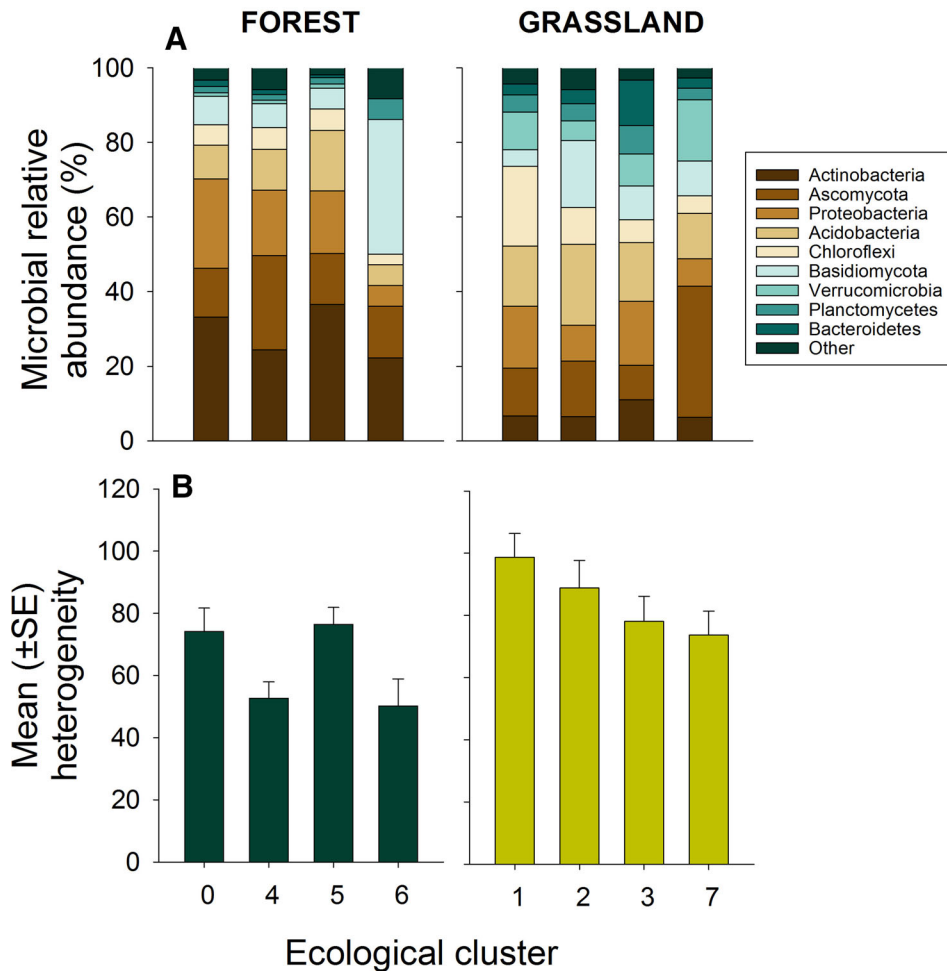 FOREST
GRASSLAND
A
Microbial relative
abundance (%)
100
80
60
40
20
0
Actinobacteria
Ascomycota
Proteobacteria
Acidobacteria
Chloroflexi
Basidiomycota
Verrucomicrobia
Planctomycetes
Bacteroidetes
Other
B
Mean (±SE)
heterogeneity
120
100
80
60
40
20
0
0 4 5 6
1 2 3 7
Ecological cluster